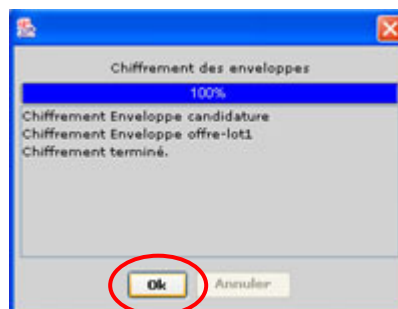 Chiffrement des enveloppes
100%
Chiffrement Enveloppe candidature
Chiffrement Enveloppe offre-lot1
Chiffrement terminé.
Ok
Annuler